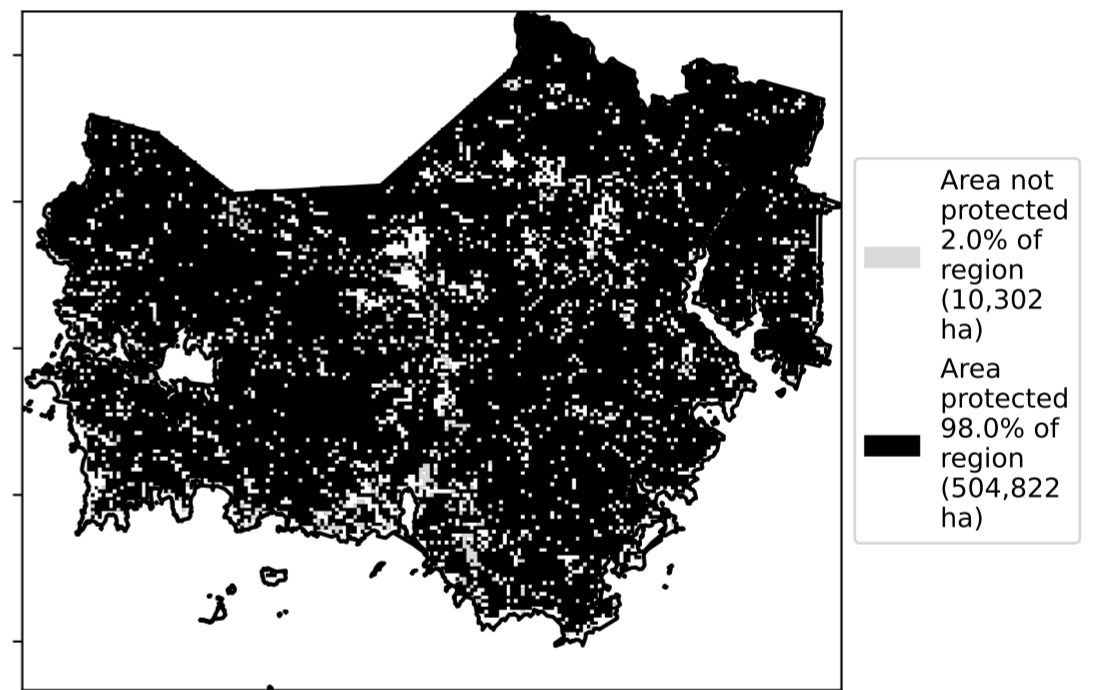 Area not
protected
2.0% of
region
(10,302
ha)
Area
protected
98.0% of
region
(504,822
ha)